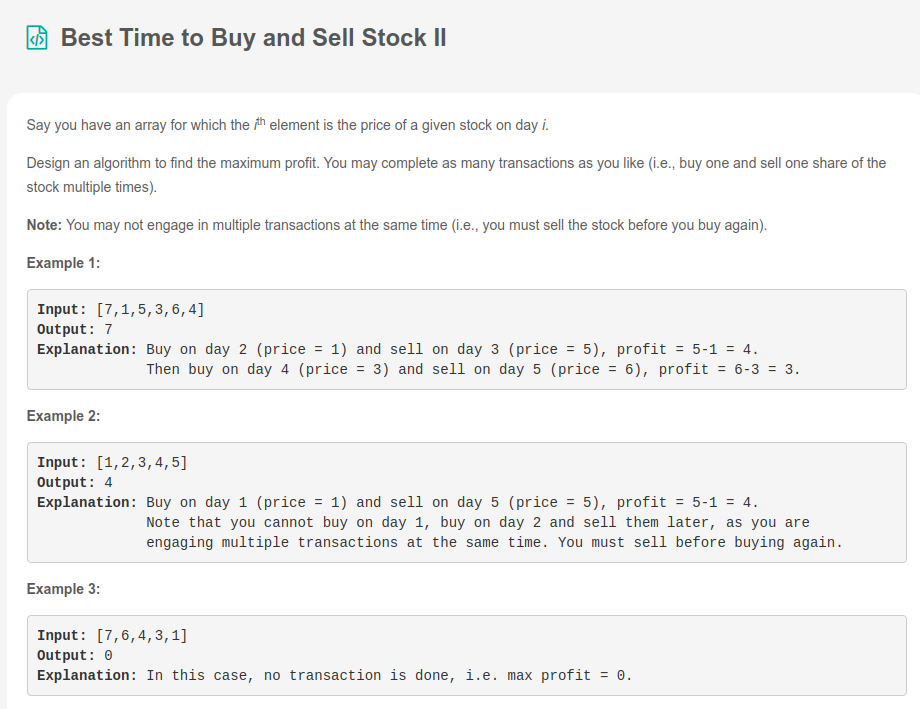 Best Time to Buy and Sell Stock II
Say you have an array for which the ith element is the price of a given stock on day i.
Design an algorithm to find the maximum profit. You may complete as many transactions as you like (i.e., buy one and sell one share of the
stock multiple times).
Note: You may not engage in multiple transactions at the same time (i.e., you must sell the stock before you buy again).
Example 1:
Input: [7,1,5,3,6,4]
Output: 7
Explanation: Buy on day 2 (price = 1) and sell on day 3 (price = 5), profit = 5-1 = 4.
Then buy on day 4 (price = 3) and sell on day 5 (price = 6), profit = 6-3 = 3.
Example 2:
Input: [1,2,3,4,5]
Output: 4
Explanation: Buy on day 1 (price = 1) and sell on day 5 (price = 5), profit = 5-1 = 4.
Note that you cannot buy on day 1, buy on day 2 and sell them later, as you are
engaging multiple transactions at the same time. You must sell before buying again.
Example 3:
Input: [7,6,4,3,1]
Output: 0
Explanation: In this case, no transaction is done, i.e. max profit = 0.